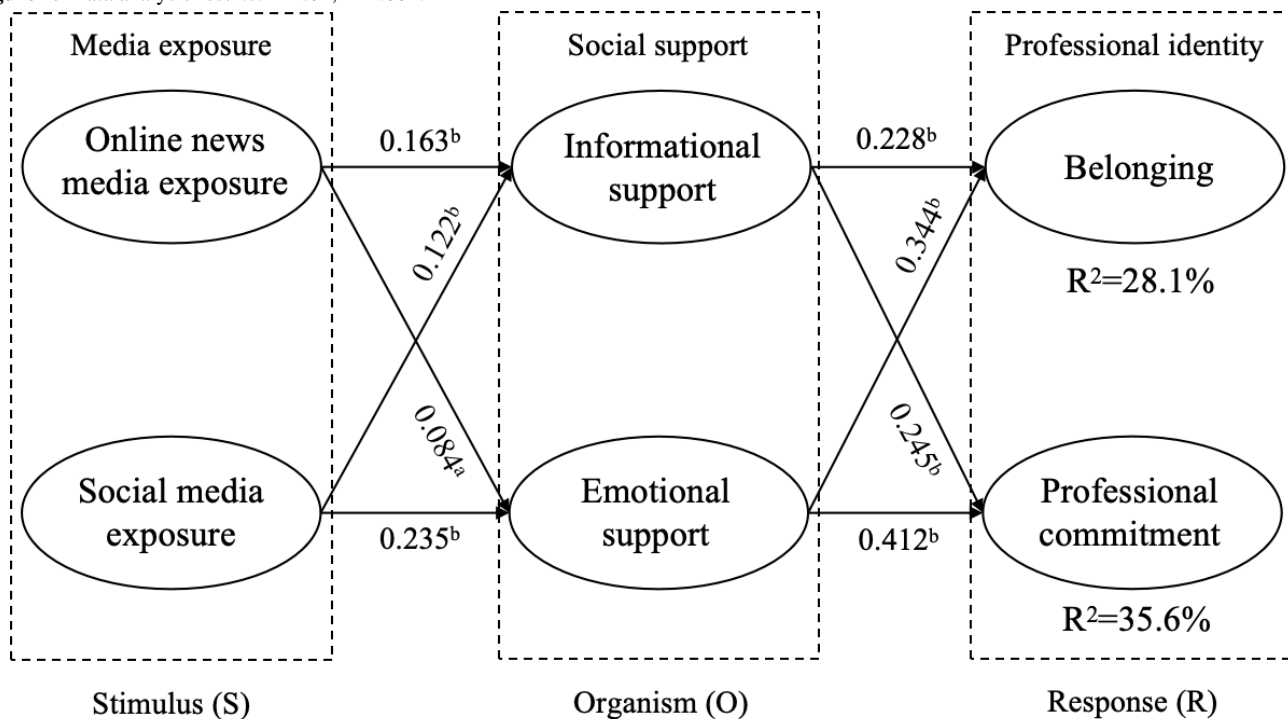 Media exposure
Social support
Professional identity
Online news
media exposure
0.163ᵇ
Informational
support
0.228ᵇ
Belonging
0.122ᵇ
0.344ᵇ
R²=28.1%
0.084ᵃ
0.245ᵇ
Social media
exposure
0.235ᵇ
Emotional
support
0.412ᵇ
Professional
commitment
R²=35.6%
Stimulus (S)
Organism (O)
Response (R)